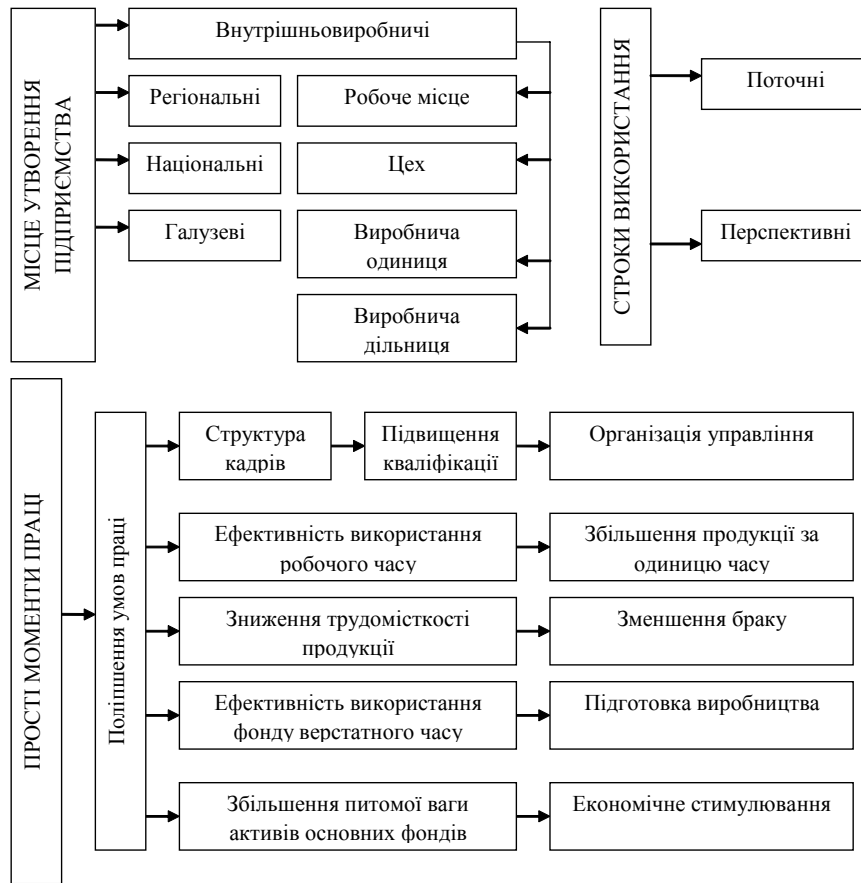 МІСЦЕ УТВОРЕННЯ
ПІДПРИЄМСТВА
Внутрішньовиробничі
Регіональні
Робоче місце
Національні
Цех
Галузеві
Виробнича
одиниця
Виробнича
дільниця
СТРОКИ ВИКОРИСТАННЯ
Поточні
Перспективні
ПРОСТІ МОМЕНТИ ПРАЦІ
Поліпшення умов праці
Структура
кадрів
Підвищення
кваліфікації
Організація управління
Ефективність використання
робочого часу
Збільшення продукції за
одиницю часу
Зниження трудомісткості
продукції
Зменшення браку
Ефективність використання
фонду верстатного часу
Підготовка виробництва
Збільшення питомої ваги
активів основних фондів
Економічне стимулювання